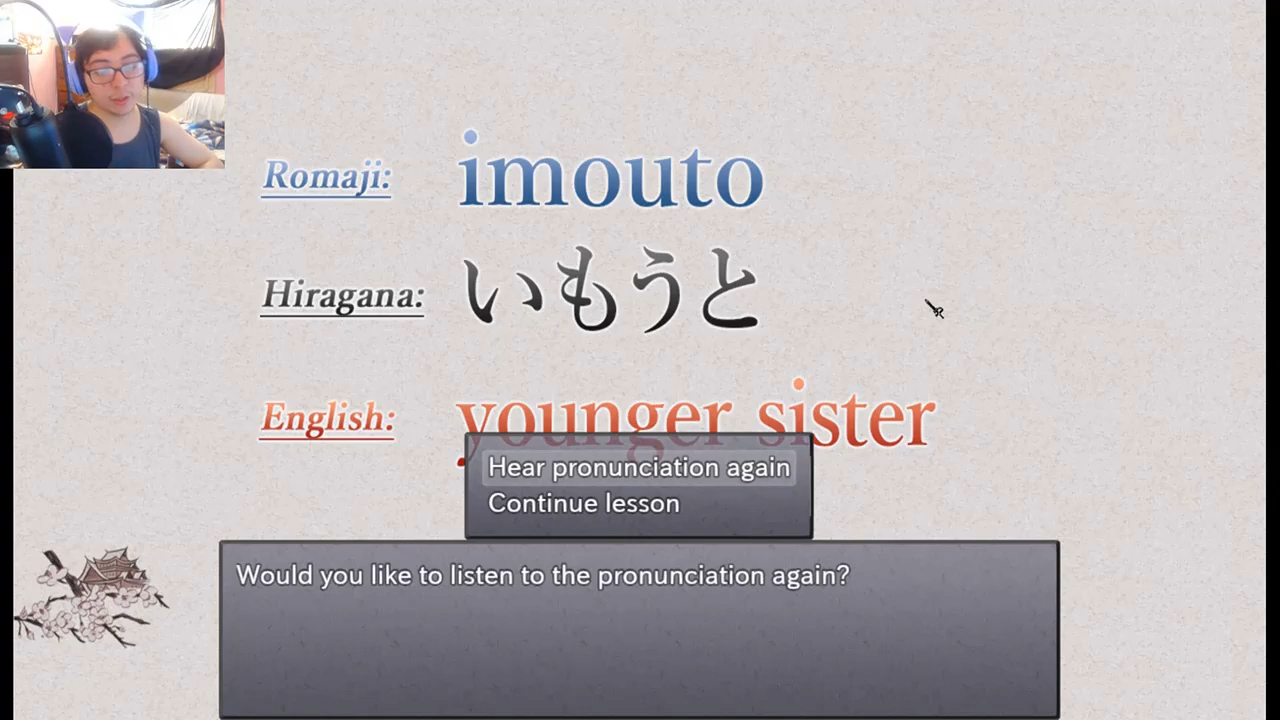 Romaji: imouto
Hiragana: いもうと
English: younger sister
Hear pronunciation again
Continue lesson
Would you like to listen to the pronunciation again?